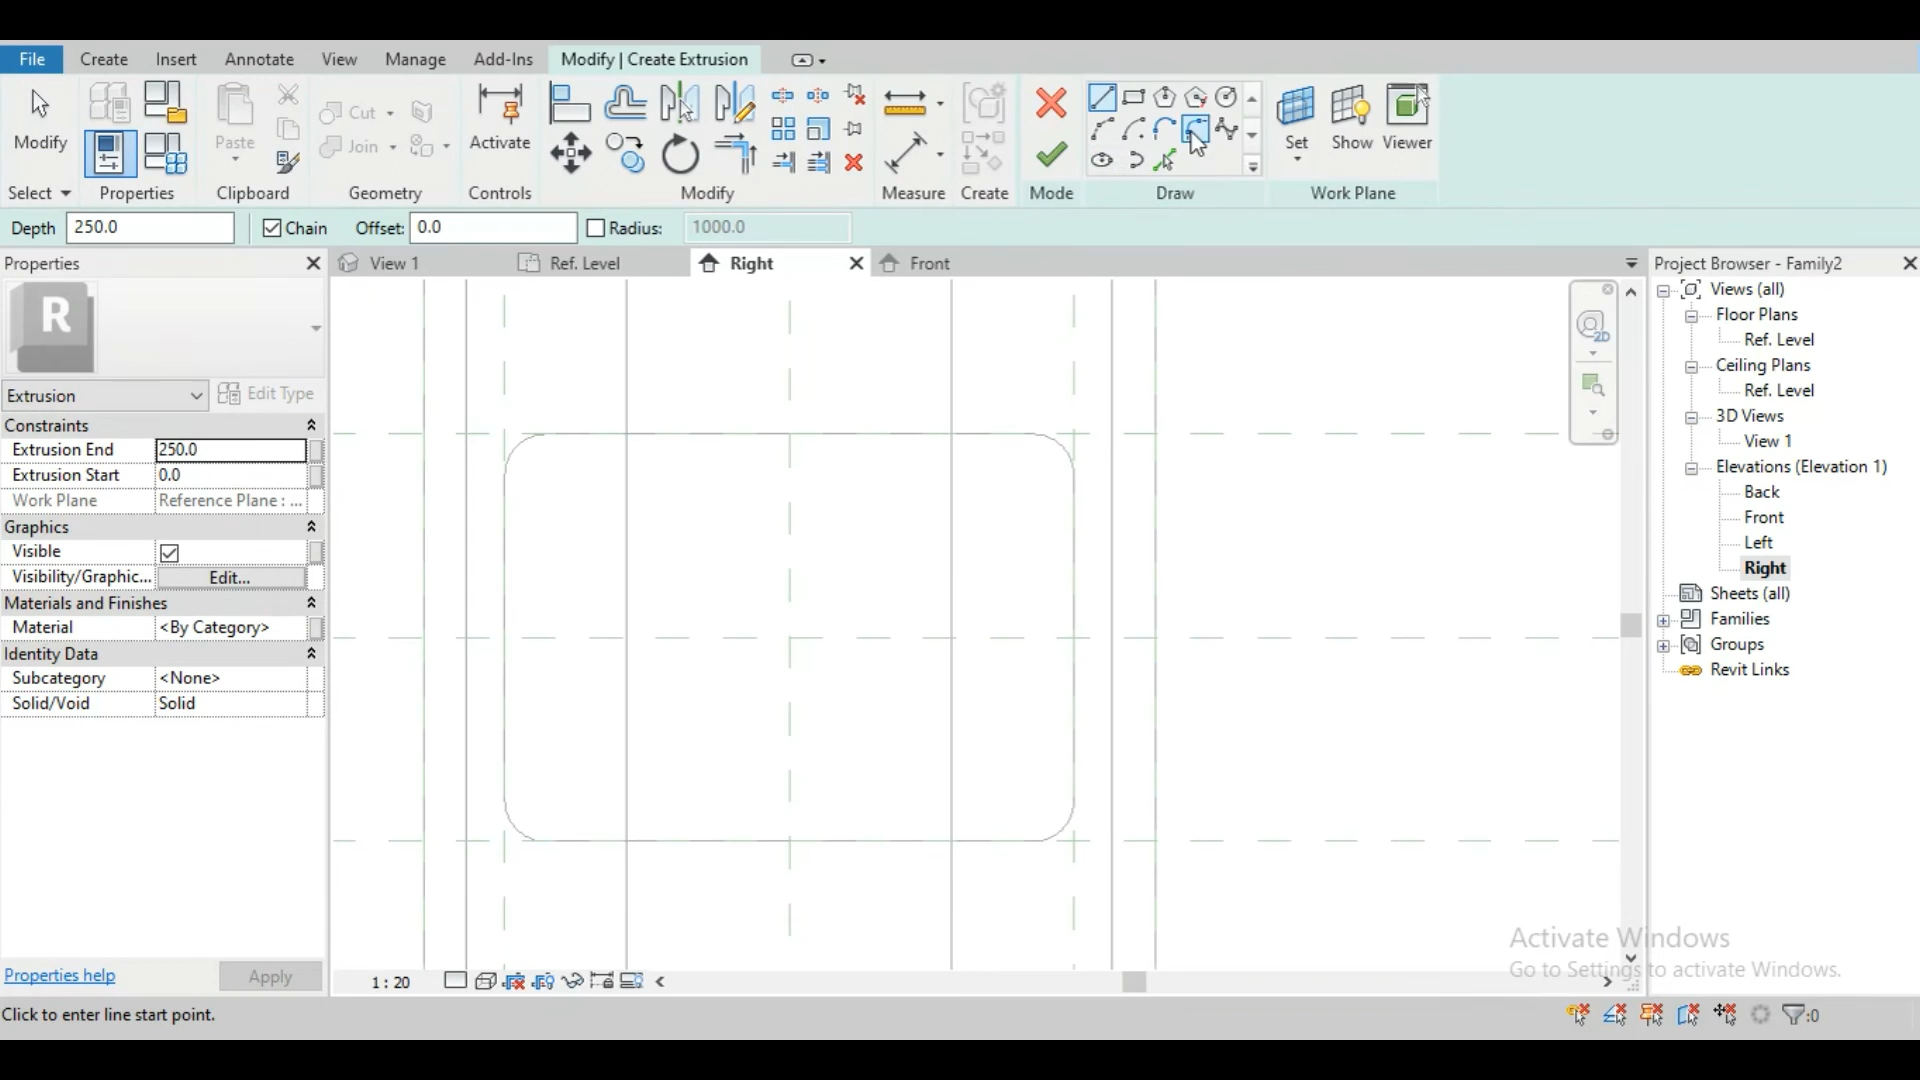 File Create Insert Annotate View Manage Add-Ins Modify | Create Extrusion
Modify Paste Cut Join Activate Set Show Viewer
Select Properties Clipboard Geometry Controls Modify Measure Create Mode Draw Work Plane
Depth 250.0 Chain Offset: 0.0 Radius: 1000.0
Properties
R
Extrusion Edit Type
Constraints
Extrusion End 250.0
Extrusion Start 0.0
Work Plane Reference Plane : ...
Graphics
Visible
Visibility/Graphic... Edit...
Materials and Finishes
Material <By Category>
Identity Data
Subcategory <None>
Solid/Void Solid
Properties help Apply
View 1 Ref. Level Right Front
2D
1 : 20
Project Browser - Family2
Views (all)
Floor Plans
Ref. Level
Ceiling Plans
Ref. Level
3D Views
View 1
Elevations (Elevation 1)
Back
Front
Left
Right
Sheets (all)
Families
Groups
Revit Links
Activate Windows
Go to Settings to activate Windows.
Click to enter line start point.
:0